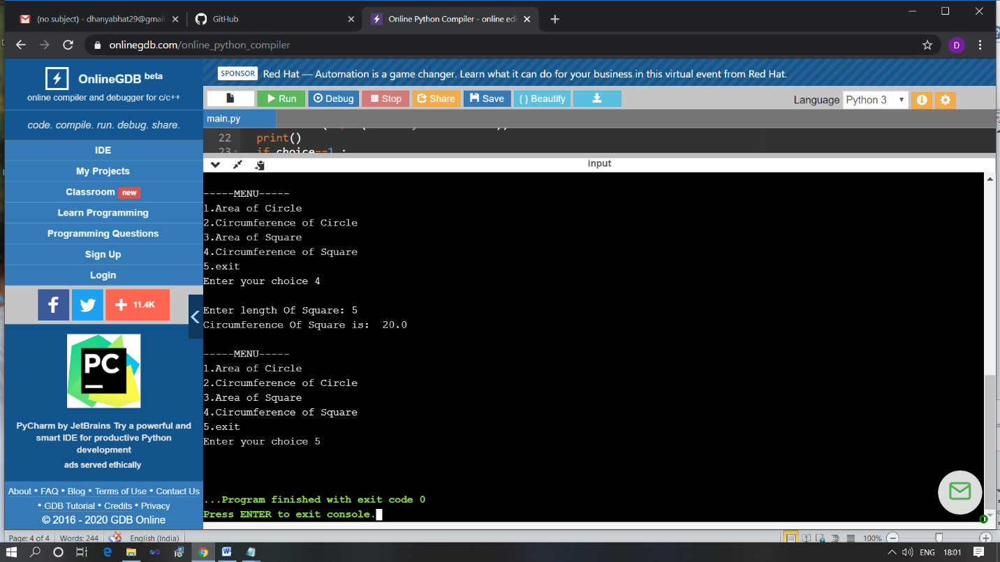 (no subject) - dhanyabhat29@gmail
GitHub
Online Python Compiler - online edi
onlinegdb.com/online_python_compiler
D
OnlineGDB beta
online compiler and debugger for c/c++
code. compile. run. debug. share.
IDE
My Projects
Classroom new
Learn Programming
Programming Questions
Sign Up
Login
f
+ 11.4K
PC
PyCharm by JetBrains Try a powerful and
smart IDE for productive Python
development
ads served ethically
About • FAQ • Blog • Terms of Use • Contact Us
• GDB Tutorial • Credits • Privacy
© 2016 - 2020 GDB Online
SPONSOR Red Hat — Automation is a game changer. Learn what it can do for your business in this virtual event from Red Hat.
Run Debug Stop Share Save { } Beautify
Language Python 3
main.py
22 print()
23 if choice==1 :
input
-----MENU-----
1.Area of Circle
2.Circumference of Circle
3.Area of Square
4.Circumference of Square
5.exit
Enter your choice 4
Enter length Of Square: 5
Circumference Of Square is:  20.0
-----MENU-----
1.Area of Circle
2.Circumference of Circle
3.Area of Square
4.Circumference of Square
5.exit
Enter your choice 5
...Program finished with exit code 0
Press ENTER to exit console.
Page: 4 of 4 Words: 244 English (India) 100%
ENG 18:01